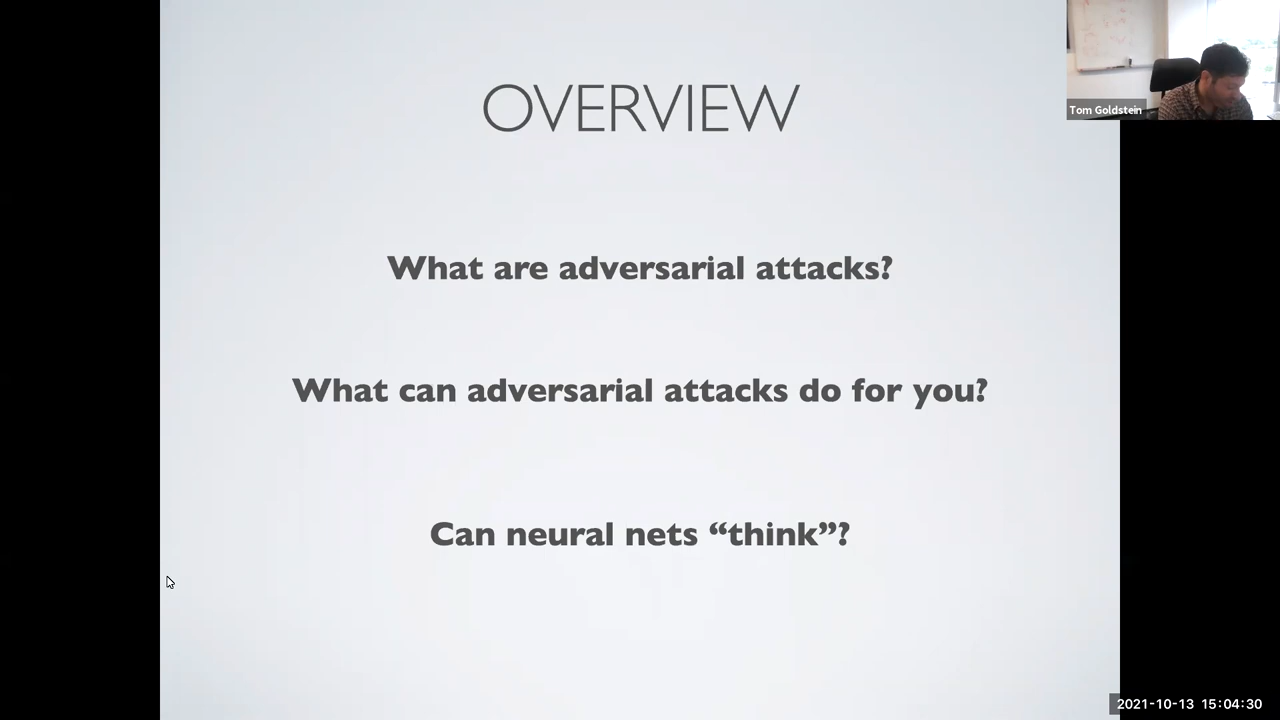 OVERVIEW
Tom Goldstein
What are adversarial attacks?
What can adversarial attacks do for you?
Can neural nets “think”?
2021-10-13 15:04:30